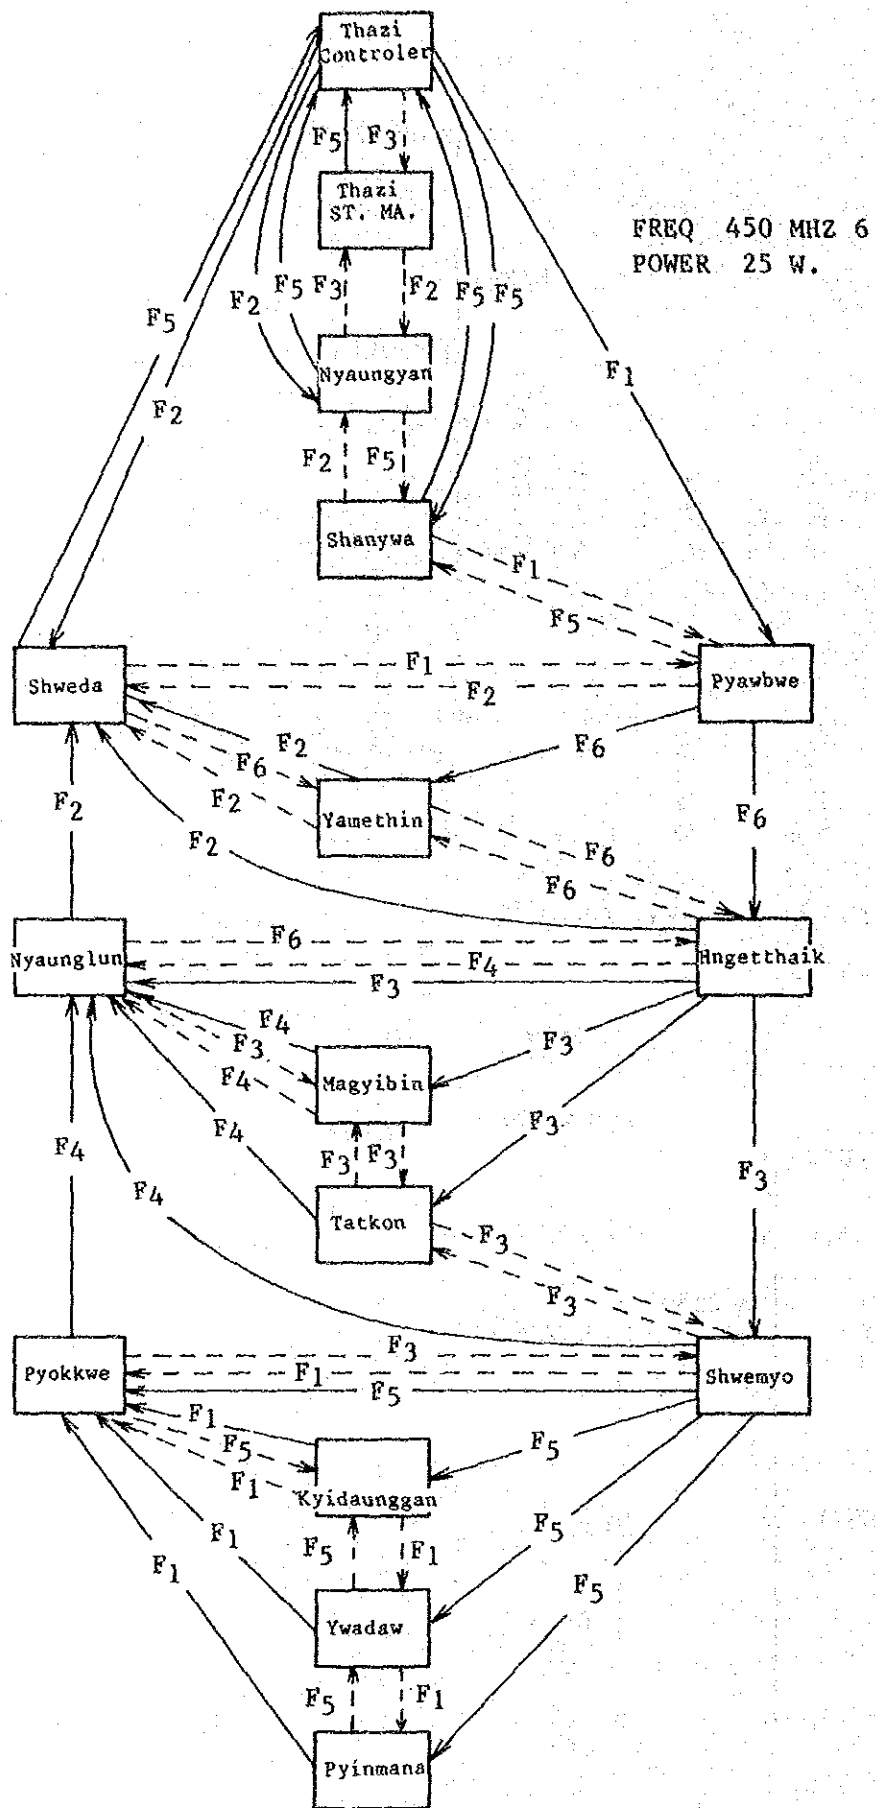 Thazi
Controler
F5
F3
Thazi
ST. MA.
FREQ 450 MHZ 6
POWER 25 W.
F5
F2
F5
F3
F2
F5
F5
F2
F1
Nyaungyan
F2
F5
Shanywa
F1
F5
Shweda
F1
F2
Pyawbwe
F2
F6
F6
F2
F2
Yamethin
F2
F6
F6
F6
Nyaunglun
F6
F4
F3
Hngetthaik
F4
F3
F4
Magyibin
F3
F4
F3
F3
F3
F4
F4
F3
Tatkon
F3
F3
Pyokkwe
F3
F1
F5
Shwemyo
F1
F5
F1
F5
Kyidaunggan
F1
F1
F5
F1
F5
F5
Ywadaw
F5
F1
Pyinmana